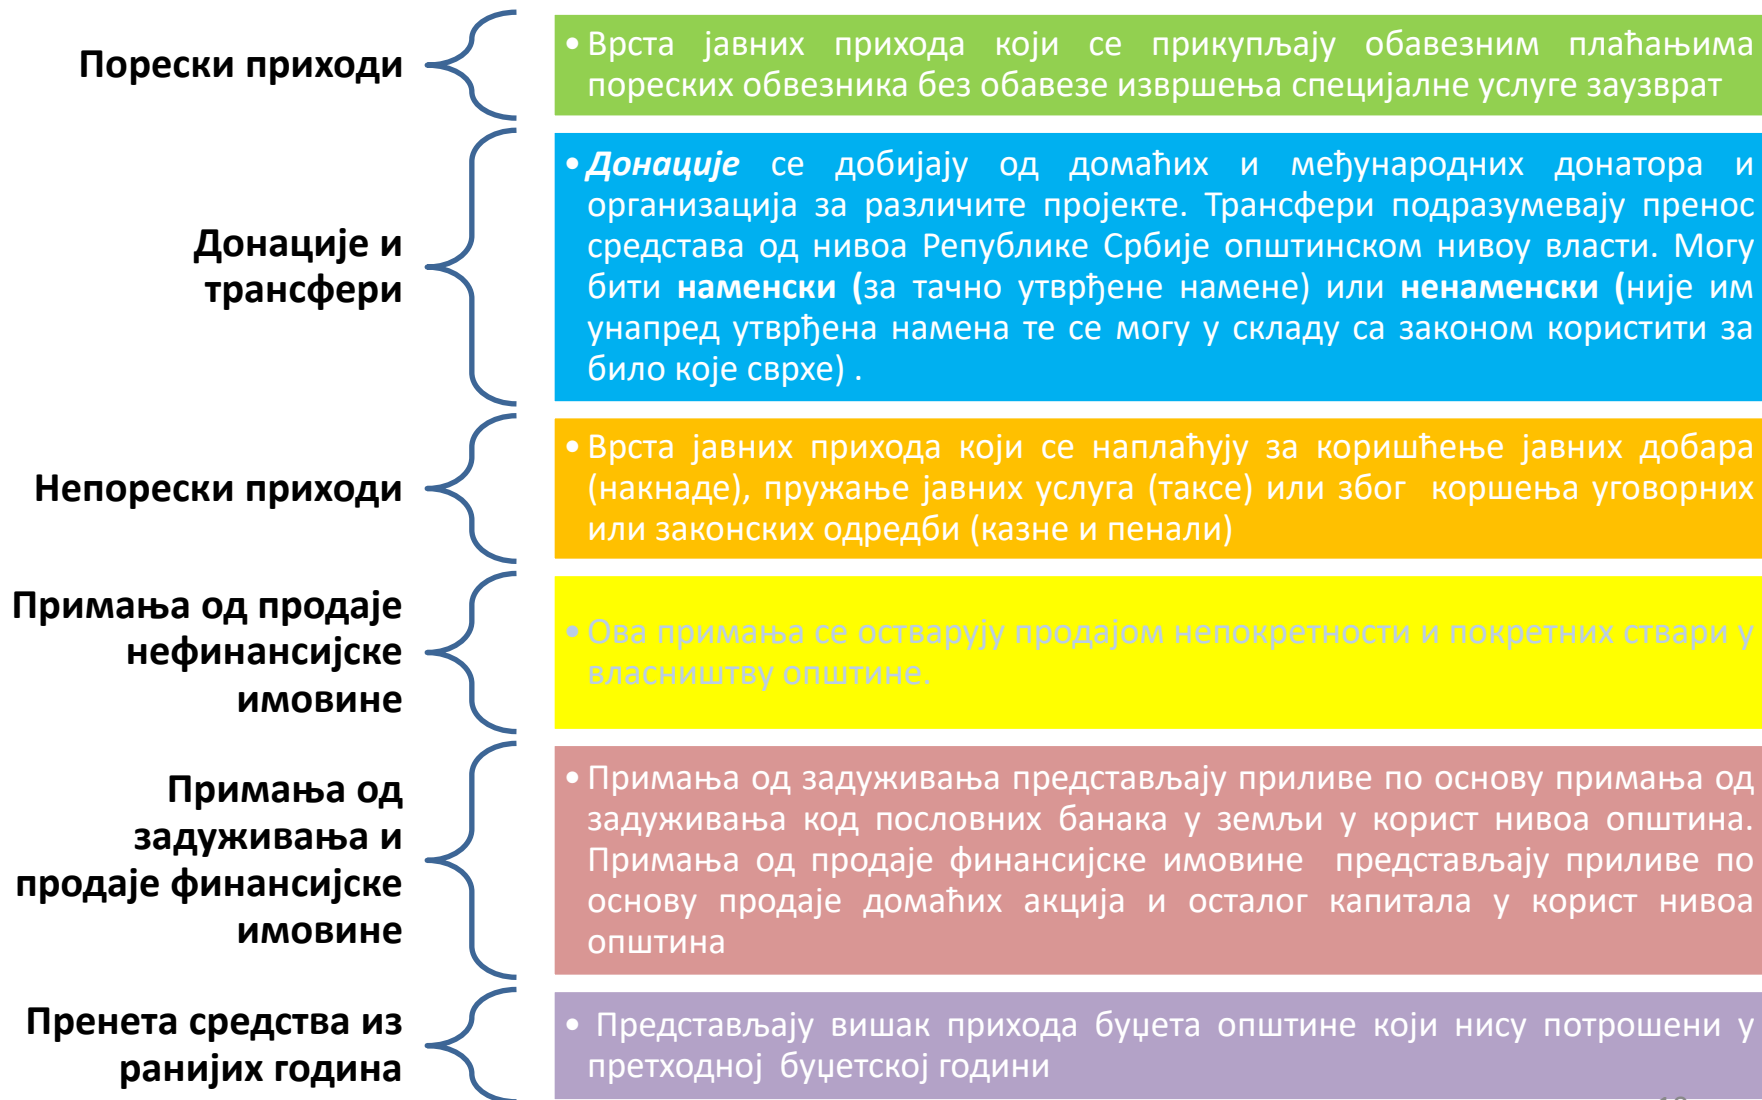 Порески приходи
• Врста јавних прихода који се прикупљају обавезним плаћањима
пореских обвезника без обавезе извршења специјалне услуге заузврат
Донације и
трансфери
• Донације се добијају од домаћих и међународних донатора и
организација за различите пројекте. Трансфери подразумевају пренос
средстава од нивоа Републике Србије општинском нивоу власти. Могу
бити наменски (за тачно утврђене намене) или ненаменски (није им
унапред утврђена намена те се могу у складу са законом користити за
било које сврхе) .
Непорески приходи
• Врста јавних прихода који се наплаћују за коришћење јавних добара
(накнаде), пружање јавних услуга (таксе) или због коршења уговорних
или законских одредби (казне и пенали)
Примања од продаје
нефинансијске
имовине
• Ова примања се остварују продајом непокретности и покретних ствари у
власништву општине.
Примања од
задуживања и
продаје финансијске
имовине
• Примања од задуживања представљају приливе по основу примања од
задуживања код пословних банака у земљи у корист нивоа општина.
Примања од продаје финансијске имовине представљају приливе по
основу продаје домаћих акција и осталог капитала у корист нивоа
општина
Пренета средства из
ранијих година
• Представљају вишак прихода буџета општине који нису потрошени у
претходној буџетској години